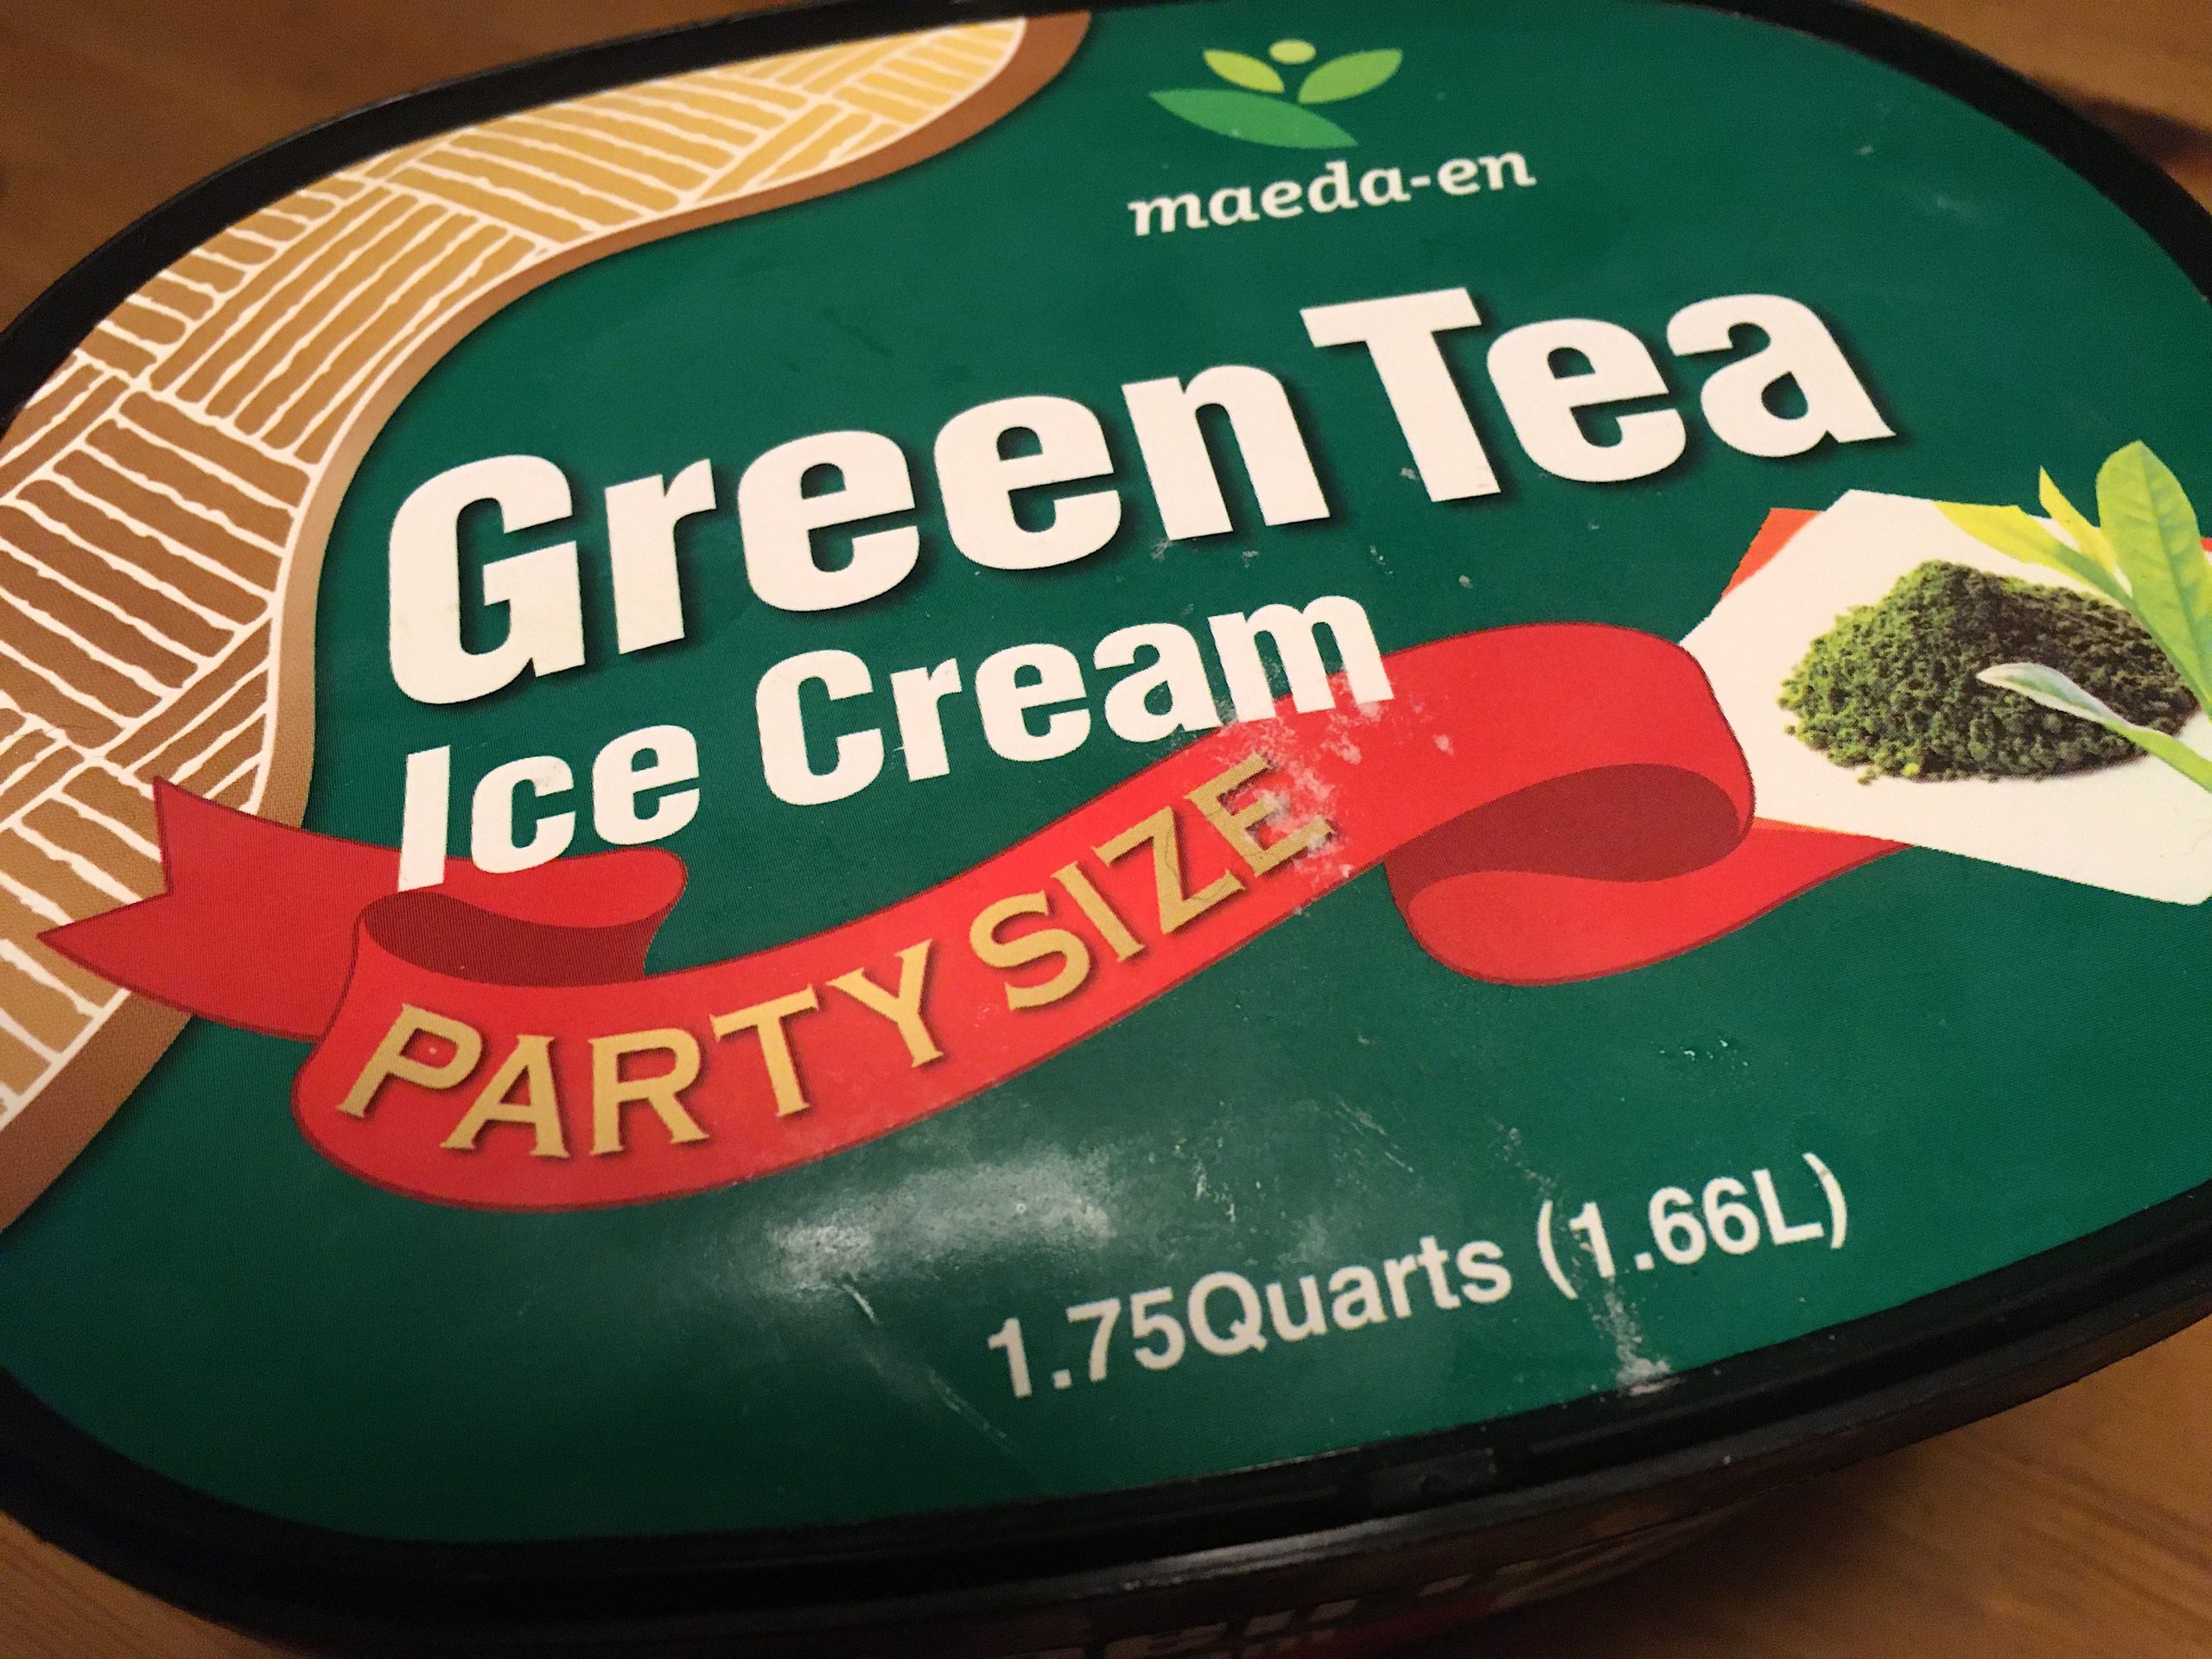 maeda-en
Green Tea
Ice Cream
PARTY SIZE
1.75Quarts (1.66L)